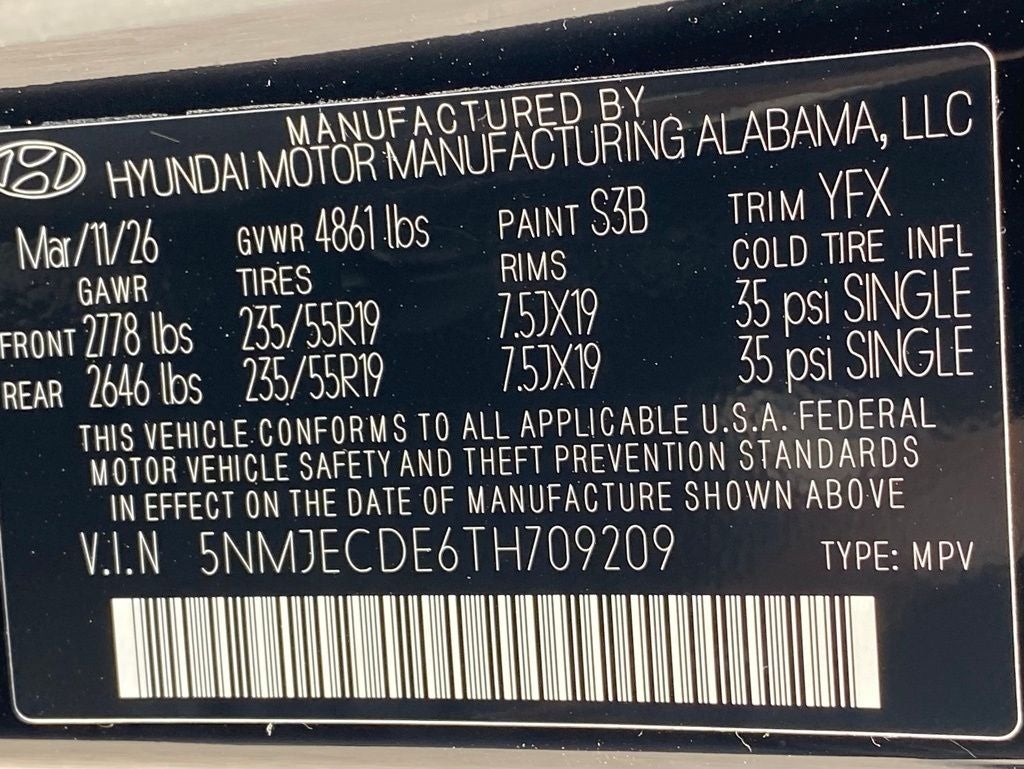 MANUFACTURED BY
HYUNDAI MOTOR MANUFACTURING ALABAMA, LLC
Mar/11/26 GVWR 4861 lbs PAINT S3B TRIM YFX
GAWR TIRES RIMS COLD TIRE INFL
FRONT 2778 lbs 235/55R19 7.5JX19 35 psi SINGLE
REAR 2646 lbs 235/55R19 7.5JX19 35 psi SINGLE
THIS VEHICLE CONFORMS TO ALL APPLICABLE U.S.A. FEDERAL
MOTOR VEHICLE SAFETY AND THEFT PREVENTION STANDARDS
IN EFFECT ON THE DATE OF MANUFACTURE SHOWN ABOVE
V.I.N 5NMJECDE6TH709209 TYPE: MPV